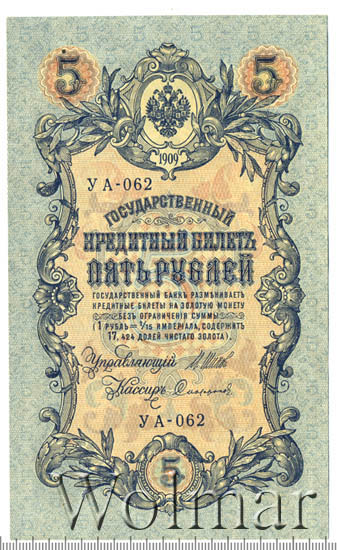 5 5
1909
УА-062
ГОСУДАРСТВЕННЫЙ
КРЕДИТНЫЙ БИЛЕТЪ
ПЯТЬ РУБЛЕЙ
ГОСУДАРСТВЕННЫЙ БАНКЪ РАЗМѢНИВАЕТЪ
КРЕДИТНЫЕ БИЛЕТЫ НА ЗОЛОТУЮ МОНЕТУ
БЕЗЪ ОГРАНИЧЕНІЯ СУММЫ
(1 РУБЛЬ = 1/15 ИМПЕРІАЛА, СОДЕРЖИТЪ
17,424 ДОЛЕЙ ЧИСТАГО ЗОЛОТА).
Управляющій
Кассиръ
УА-062
5
Wolmar